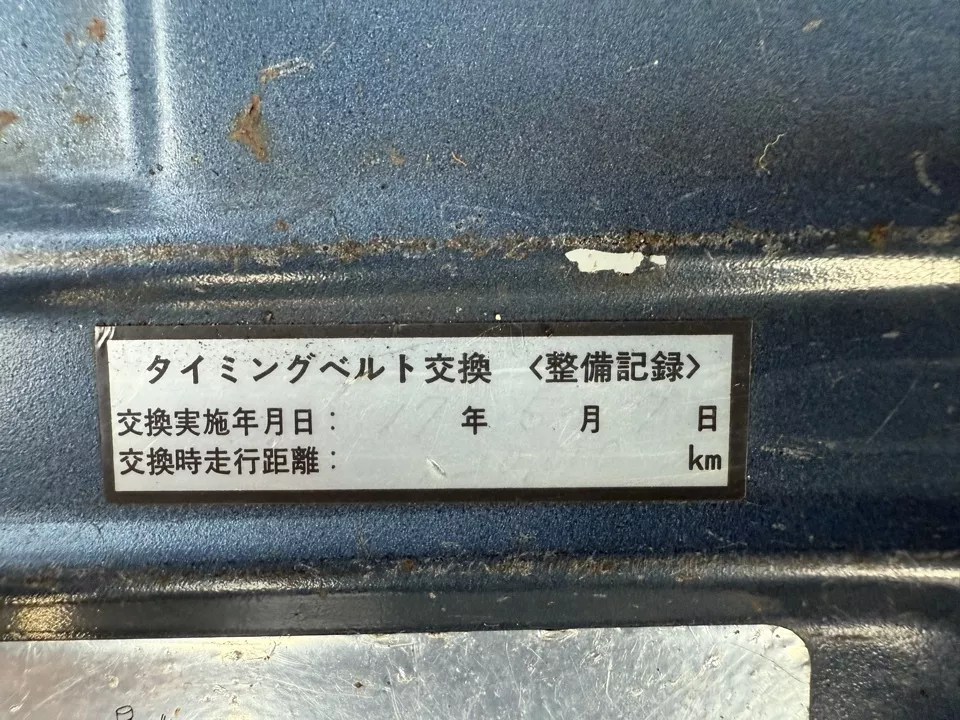 タイミングベルト交換 〈整備記録〉
交換実施年月日： 年 月 日
交換時走行距離： km